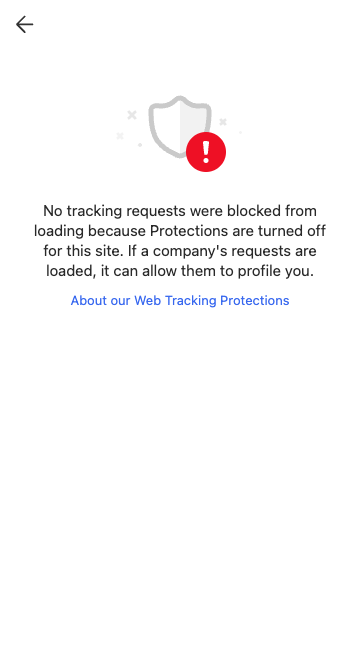 No tracking requests were blocked from
loading because Protections are turned off
for this site. If a company's requests are
loaded, it can allow them to profile you.
About our Web Tracking Protections